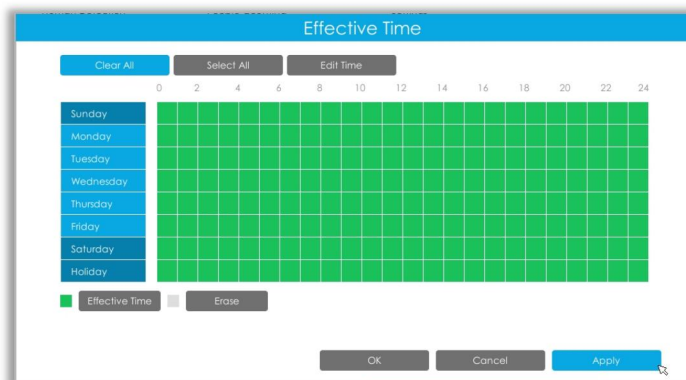 Effective Time
Clear All Select All Edit Time
0 2 4 6 8 10 12 14 16 18 20 22 24
Sunday
Monday
Tuesday
Wednesday
Thursday
Friday
Saturday
Holiday
Effective Time Erase
OK Cancel Apply